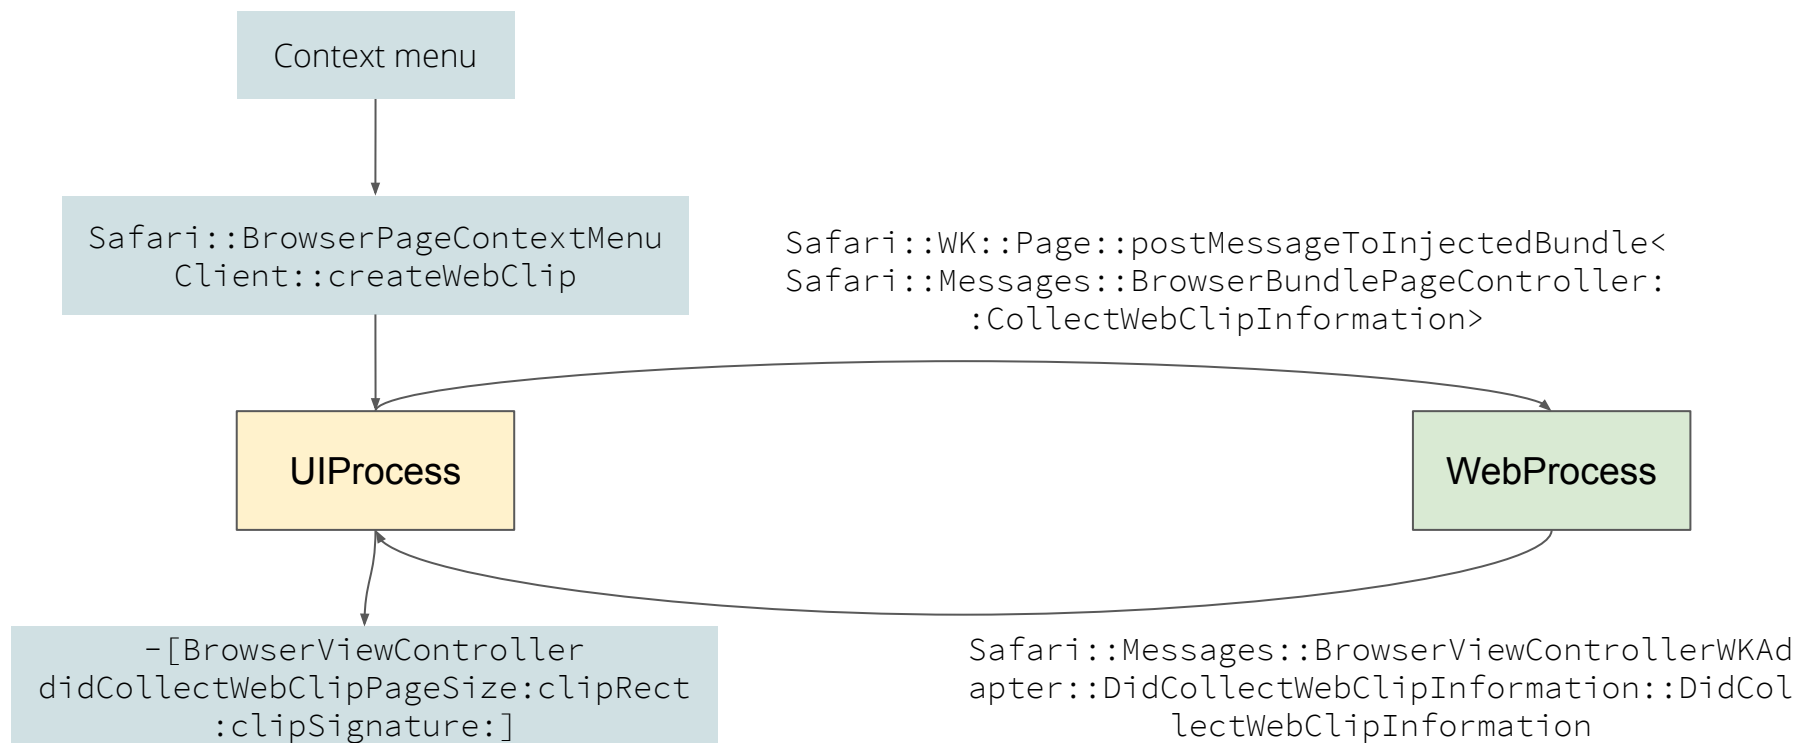 Context menu
Safari::BrowserPageContextMenu
Client::createWebClip
Safari::WK::Page::postMessageToInjectedBundle<
Safari::Messages::BrowserBundlePageController:
:CollectWebClipInformation>
UIProcess
WebProcess
-[BrowserViewController
didCollectWebClipPageSize:clipRect
:clipSignature:]
Safari::Messages::BrowserViewControllerWKAd
apter::DidCollectWebClipInformation::DidCol
lectWebClipInformation